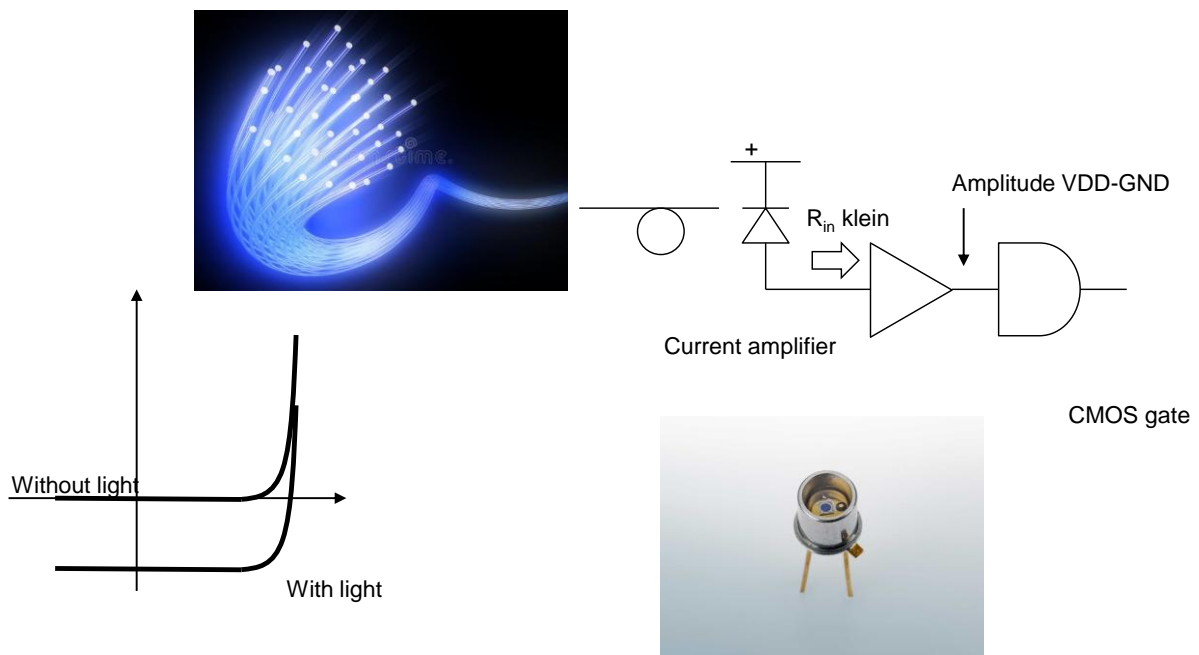 +
Amplitude VDD-GND
Rin klein
Current amplifier
CMOS gate
Without light
With light